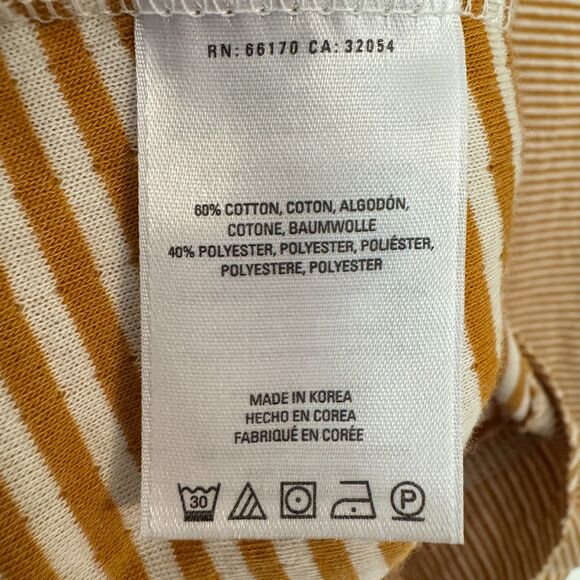 RN: 66170 CA: 32054
60% COTTON, COTON, ALGODÓN,
COTONE, BAUMWOLLE
40% POLYESTER, POLYESTER, POLIÉSTER,
POLYESTERE, POLYESTER
MADE IN KOREA
HECHO EN COREA
FABRIQUÉ EN CORÉE
30 P